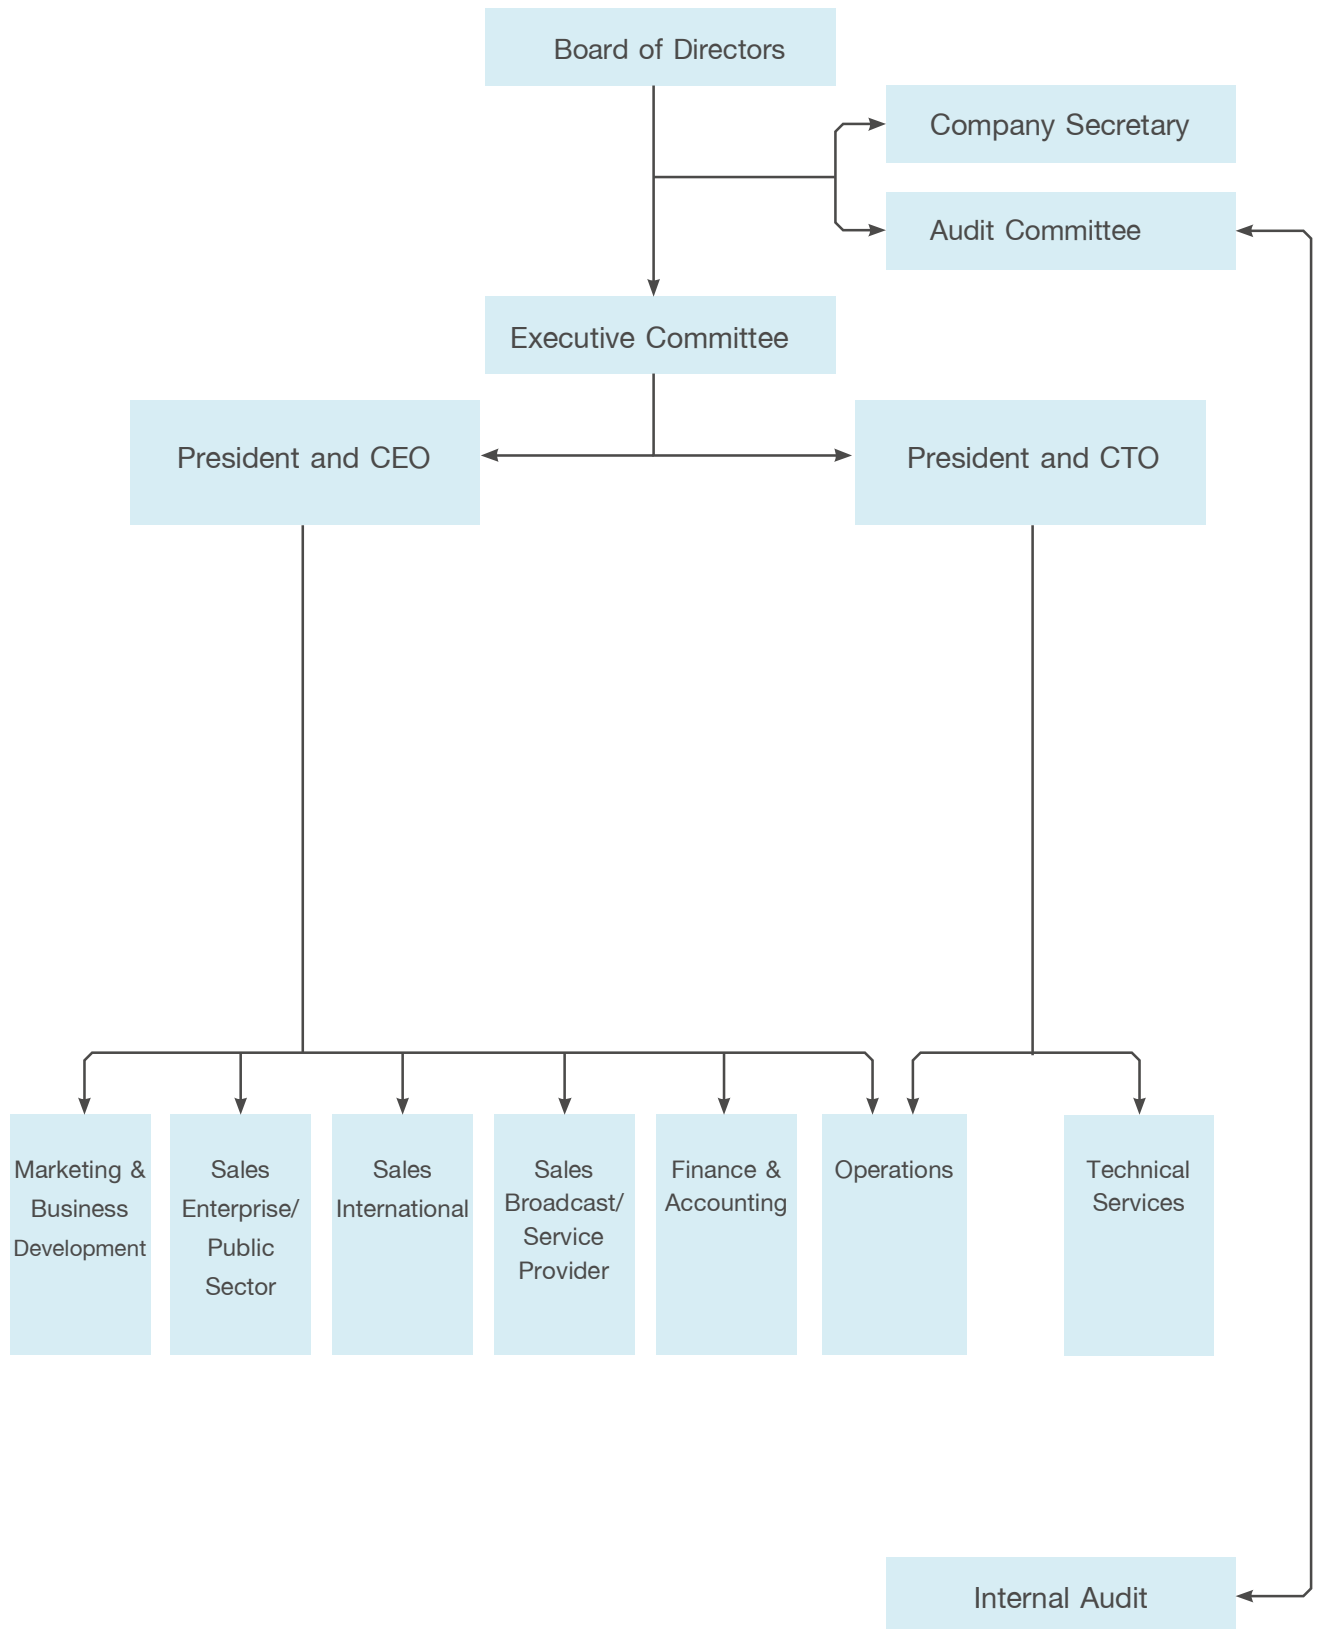 Board of Directors
Company Secretary
Audit Committee
Executive Committee
President and CEO
President and CTO
Marketing &
Business
Development
Sales
Enterprise/
Public
Sector
Sales
International
Sales
Broadcast/
Service
Provider
Finance &
Accounting
Operations
Technical
Services
Internal Audit